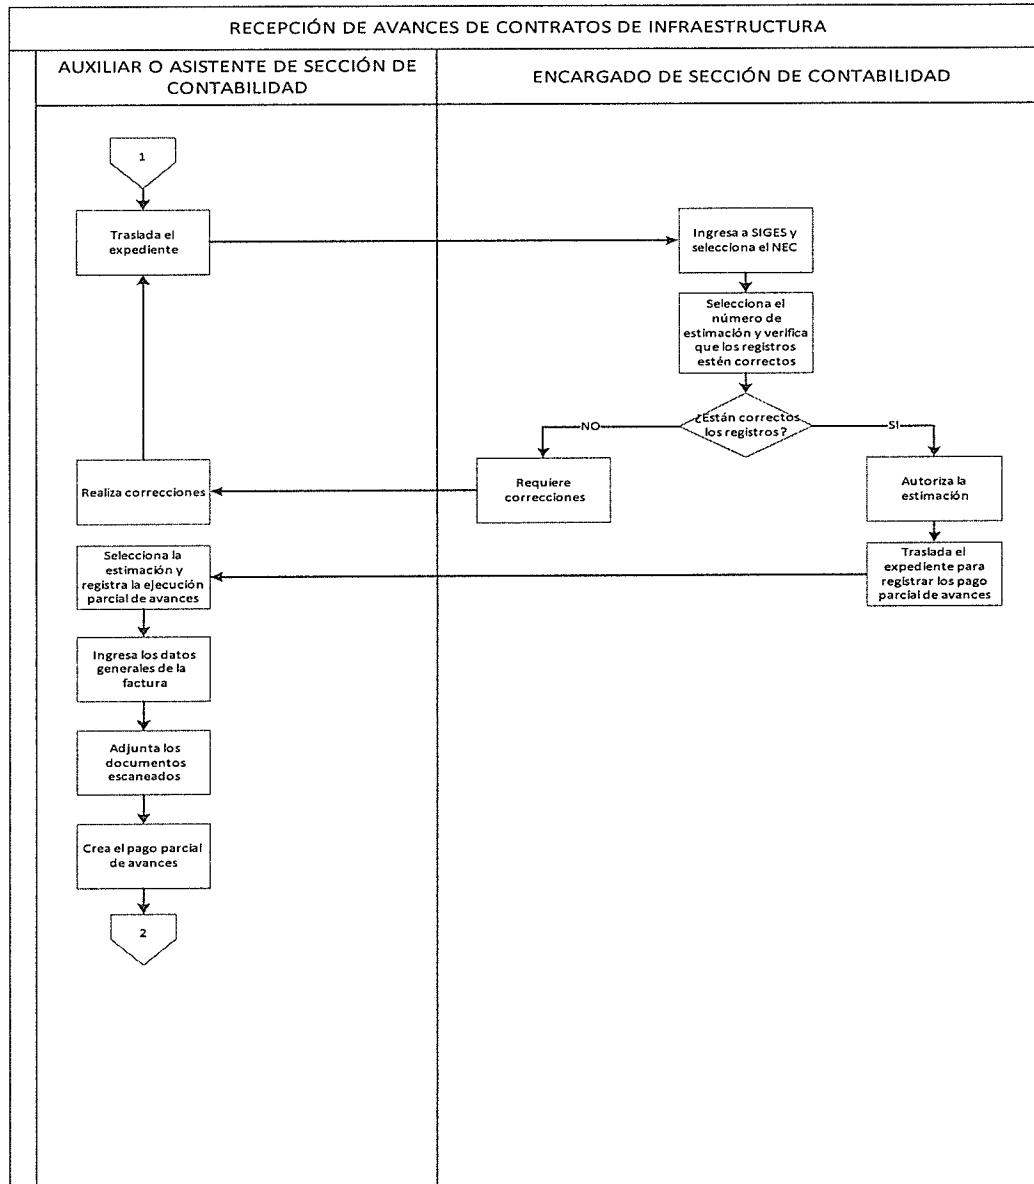 RECEPCIÓN DE AVANCES DE CONTRATOS DE INFRAESTRUCTURA
AUXILIAR O ASISTENTE DE SECCIÓN DE
CONTABILIDAD
ENCARGADO DE SECCIÓN DE CONTABILIDAD
1
Traslada el
expediente
Ingresa a SIGES y
selecciona el NEC
Selecciona el
número de
estimación y verifica
que los registros
estén correctos
¿Están correctos
los registros?
NO
SI
Realiza correcciones
Requiere
correcciones
Autoriza la
estimación
Selecciona la
estimación y
registra la ejecución
parcial de avances
Traslada el
expediente para
registrar los pago
parcial de avances
Ingresa los datos
generales de la
factura
Adjunta los
documentos
escaneados
Crea el pago parcial
de avances
2